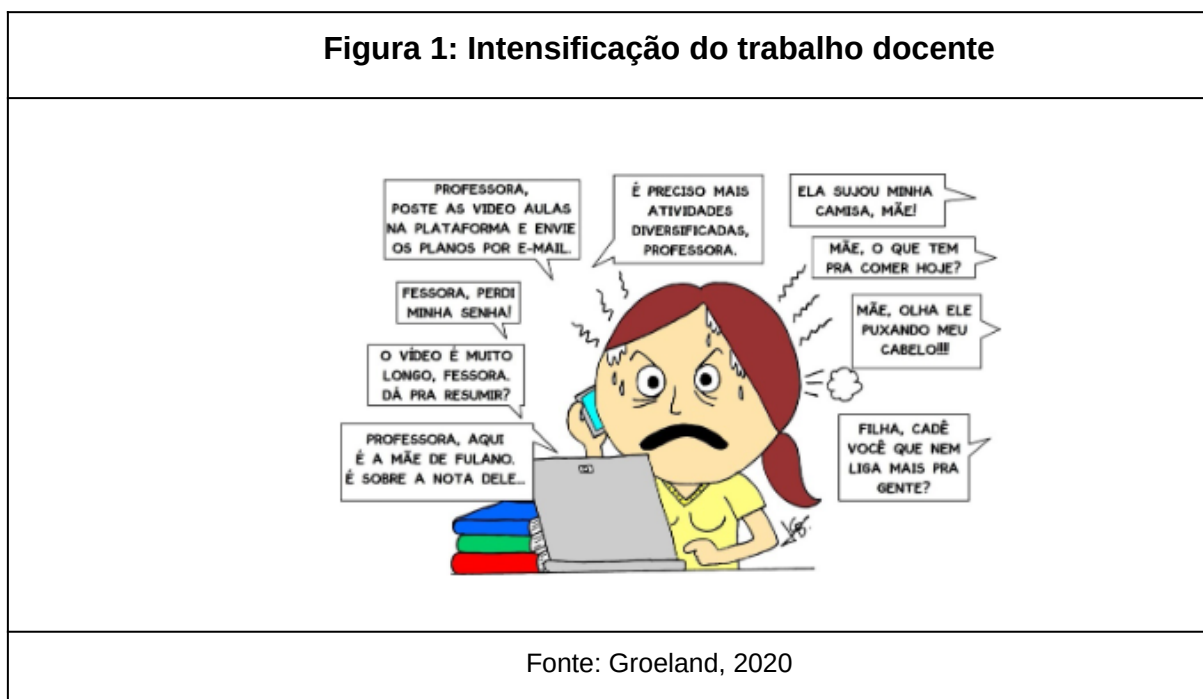 Figura 1: Intensificação do trabalho docente
PROFESSORA,
POSTE AS VIDEO AULAS
NA PLATAFORMA E ENVIE
OS PLANOS POR E-MAIL.
É PRECISO MAIS
ATIVIDADES
DIVERSIFICADAS,
PROFESSORA.
ELA SUJOU MINHA
CAMISA, MÃE!
MÃE, O QUE TEM
PRA COMER HOJE?
FESSORA, PERDI
MINHA SENHA!
MÃE, OLHA ELE
PUXANDO MEU
CABELO!!!
O VÍDEO É MUITO
LONGO, FESSORA.
DÁ PRA RESUMIR?
PROFESSORA, AQUI
É A MÃE DE FULANO.
É SOBRE A NOTA DELE...
FILHA, CADÊ
VOCÊ QUE NEM
LIGA MAIS PRA
GENTE?
Fonte: Groeland, 2020